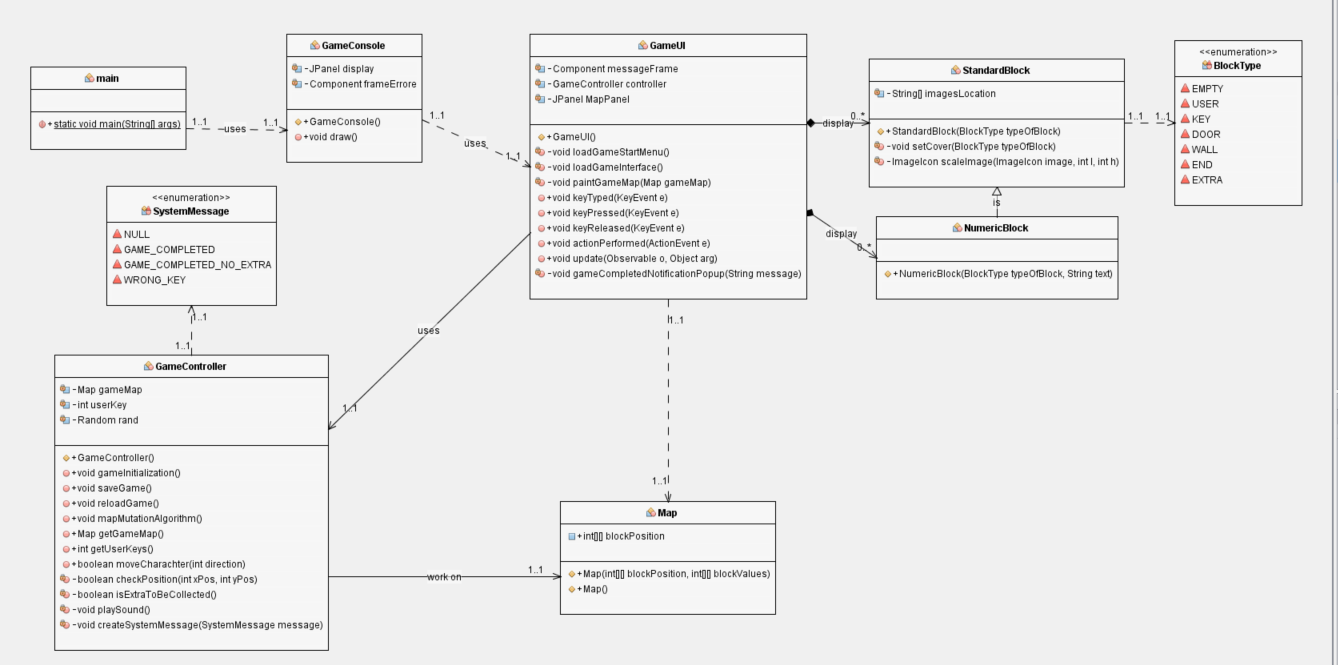 main
+static void main(String[] args)
1..1
uses
1..1
GameConsole
-JPanel display
-Component frameErrore
+GameConsole()
+void draw()
1..1
uses
1..1
GameUI
-Component messageFrame
-GameController controller
-JPanel MapPanel
+GameUI()
-void loadGameStartMenu()
-void loadGameInterface()
-void paintGameMap(Map gameMap)
+void keyTyped(KeyEvent e)
+void keyPressed(KeyEvent e)
+void keyReleased(KeyEvent e)
+void actionPerformed(ActionEvent e)
+void update(Observable o, Object arg)
-void gameCompletedNotificationPopup(String message)
display
0..*
StandardBlock
-String[] imagesLocation
+StandardBlock(BlockType typeOfBlock)
-void setCover(BlockType typeOfBlock)
-ImageIcon scaleImage(ImageIcon image, int l, int h)
1..1
1..1
<<enumeration>>
BlockType
EMPTY
USER
KEY
DOOR
WALL
END
EXTRA
is
display
0..*
NumericBlock
+NumericBlock(BlockType typeOfBlock, String text)
<<enumeration>>
SystemMessage
NULL
GAME_COMPLETED
GAME_COMPLETED_NO_EXTRA
WRONG_KEY
1..1
1..1
uses
1..1
GameController
-Map gameMap
-int userKey
-Random rand
+GameController()
+void gameInitialization()
+void saveGame()
+void reloadGame()
+void mapMutationAlgorithm()
+Map getGameMap()
+int getUserKeys()
+boolean moveCharachter(int direction)
-boolean checkPosition(int xPos, int yPos)
-boolean isExtraToBeCollected()
-void playSound()
-void createSystemMessage(SystemMessage message)
work on
1..1
1..1
1..1
Map
+int[][] blockPosition
+Map(int[][] blockPosition, int[][] blockValues)
+Map()